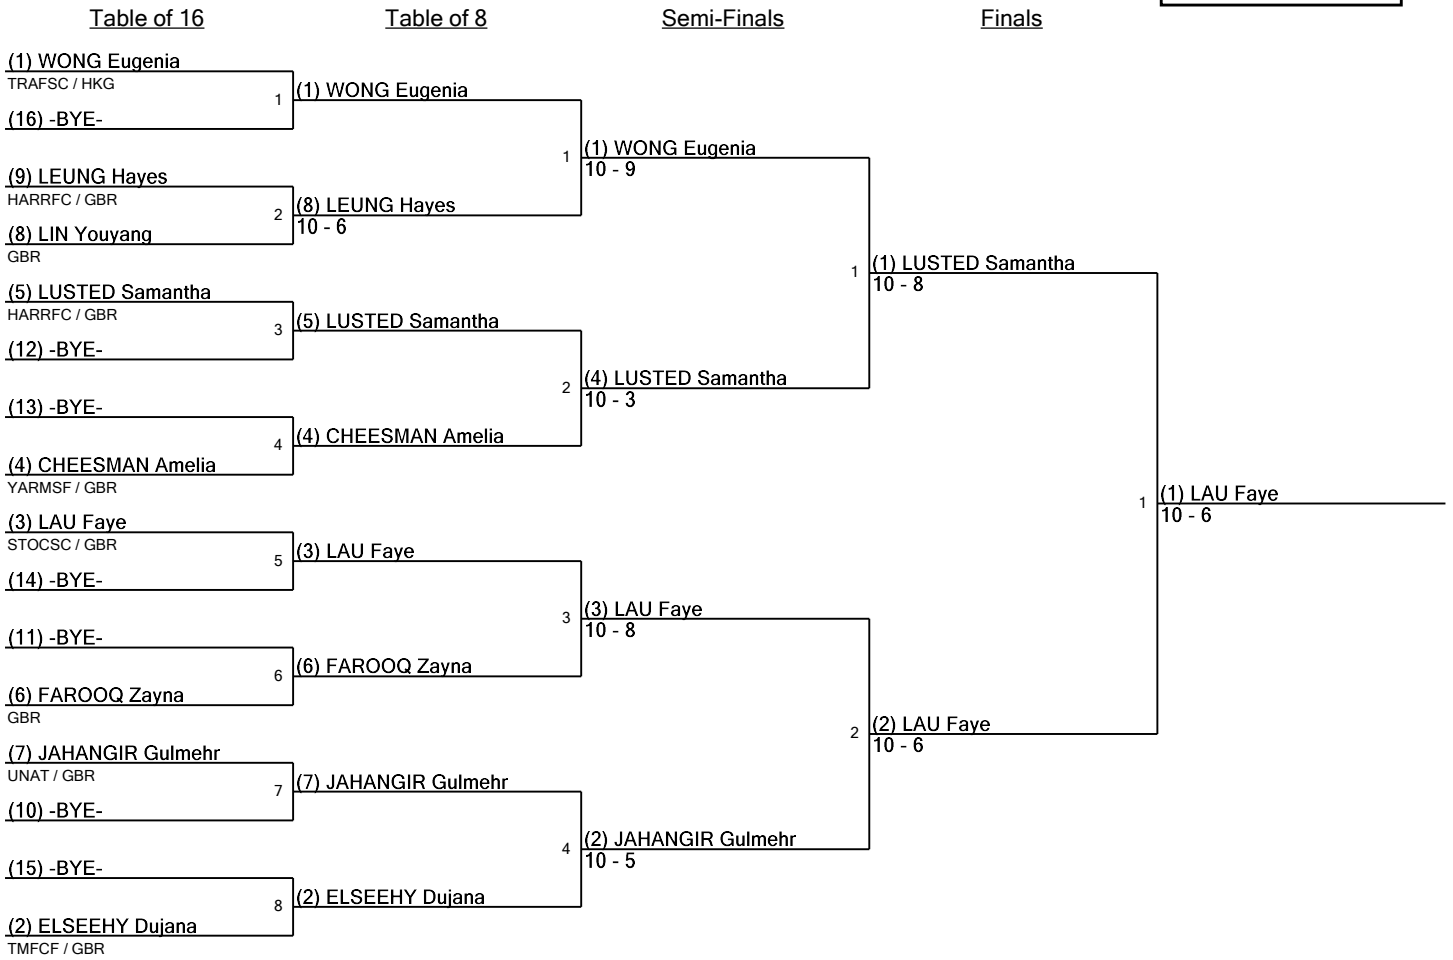 Table of 16
Table of 8
Semi-Finals
Finals
(1) WONG Eugenia
TRAFSC / HKG
1
(16) -BYE-
(9) LEUNG Hayes
HARRFC / GBR
2
(8) LIN Youyang
GBR
(5) LUSTED Samantha
HARRFC / GBR
3
(12) -BYE-
(13) -BYE-
4
(4) CHEESMAN Amelia
YARMSF / GBR
(3) LAU Faye
STOCSC / GBR
5
(14) -BYE-
(11) -BYE-
6
(6) FAROOQ Zayna
GBR
(7) JAHANGIR Gulmehr
UNAT / GBR
7
(10) -BYE-
(15) -BYE-
8
(2) ELSEEHY Dujana
TMFCF / GBR
(1) WONG Eugenia
1
(8) LEUNG Hayes
10 - 6
(5) LUSTED Samantha
2
(4) CHEESMAN Amelia
(3) LAU Faye
3
(6) FAROOQ Zayna
(7) JAHANGIR Gulmehr
4
(2) ELSEEHY Dujana
(1) WONG Eugenia
10 - 9
1
(4) LUSTED Samantha
10 - 3
(3) LAU Faye
10 - 8
2
(2) JAHANGIR Gulmehr
10 - 5
(1) LUSTED Samantha
10 - 8
1
(2) LAU Faye
10 - 6
(1) LAU Faye
10 - 6